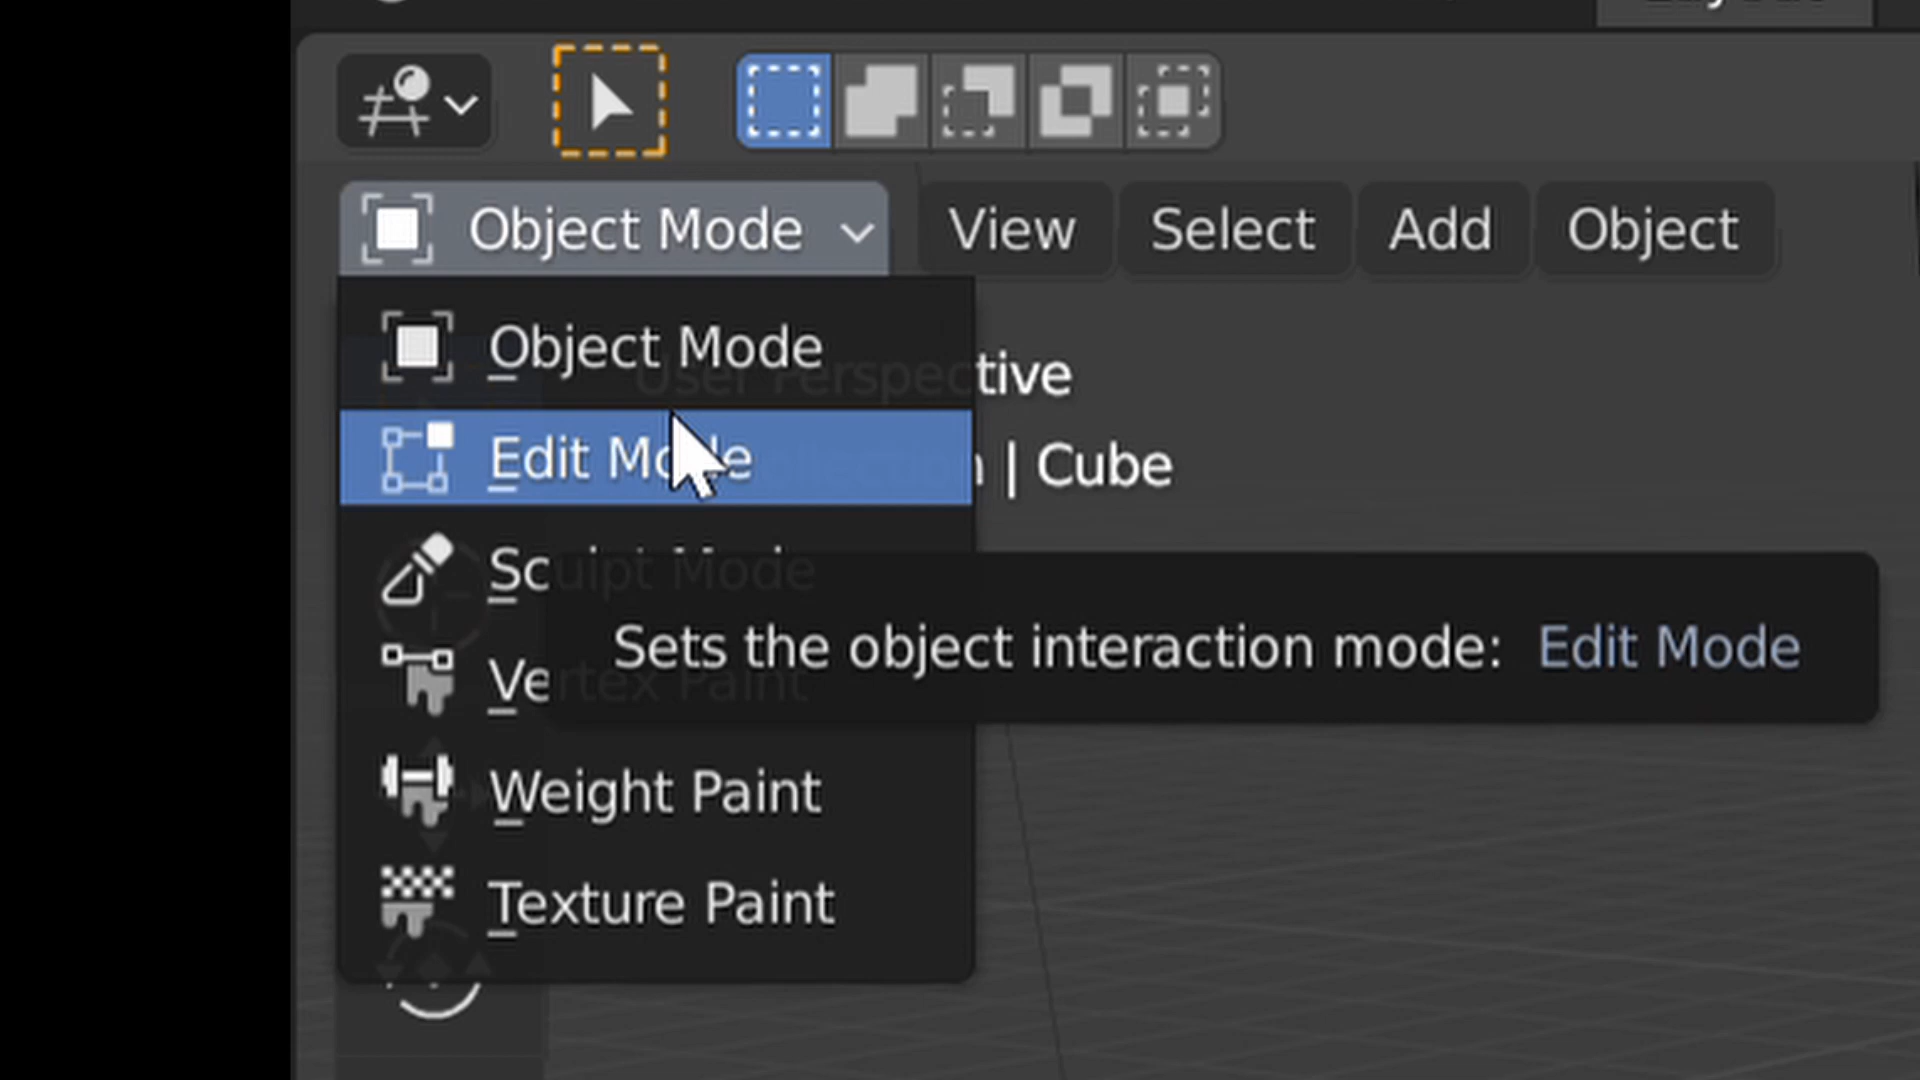 Object Mode View Select Add Object
Object Mode
User Perspective
Edit Mode
| Cube
Sculpt Mode
Sets the object interaction mode: Edit Mode
Vertex Paint
Weight Paint
Texture Paint